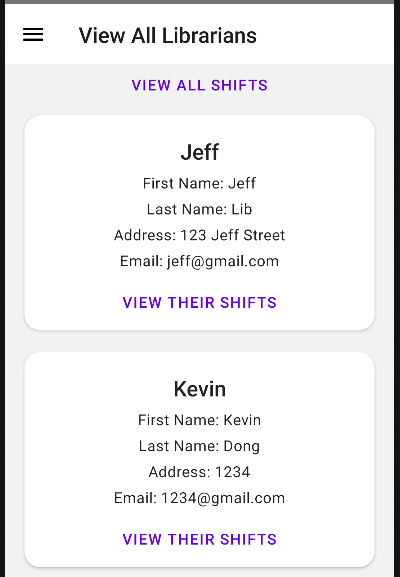 View All Librarians
VIEW ALL SHIFTS
Jeff
First Name: Jeff
Last Name: Lib
Address: 123 Jeff Street
Email: jeff@gmail.com
VIEW THEIR SHIFTS
Kevin
First Name: Kevin
Last Name: Dong
Address: 1234
Email: 1234@gmail.com
VIEW THEIR SHIFTS